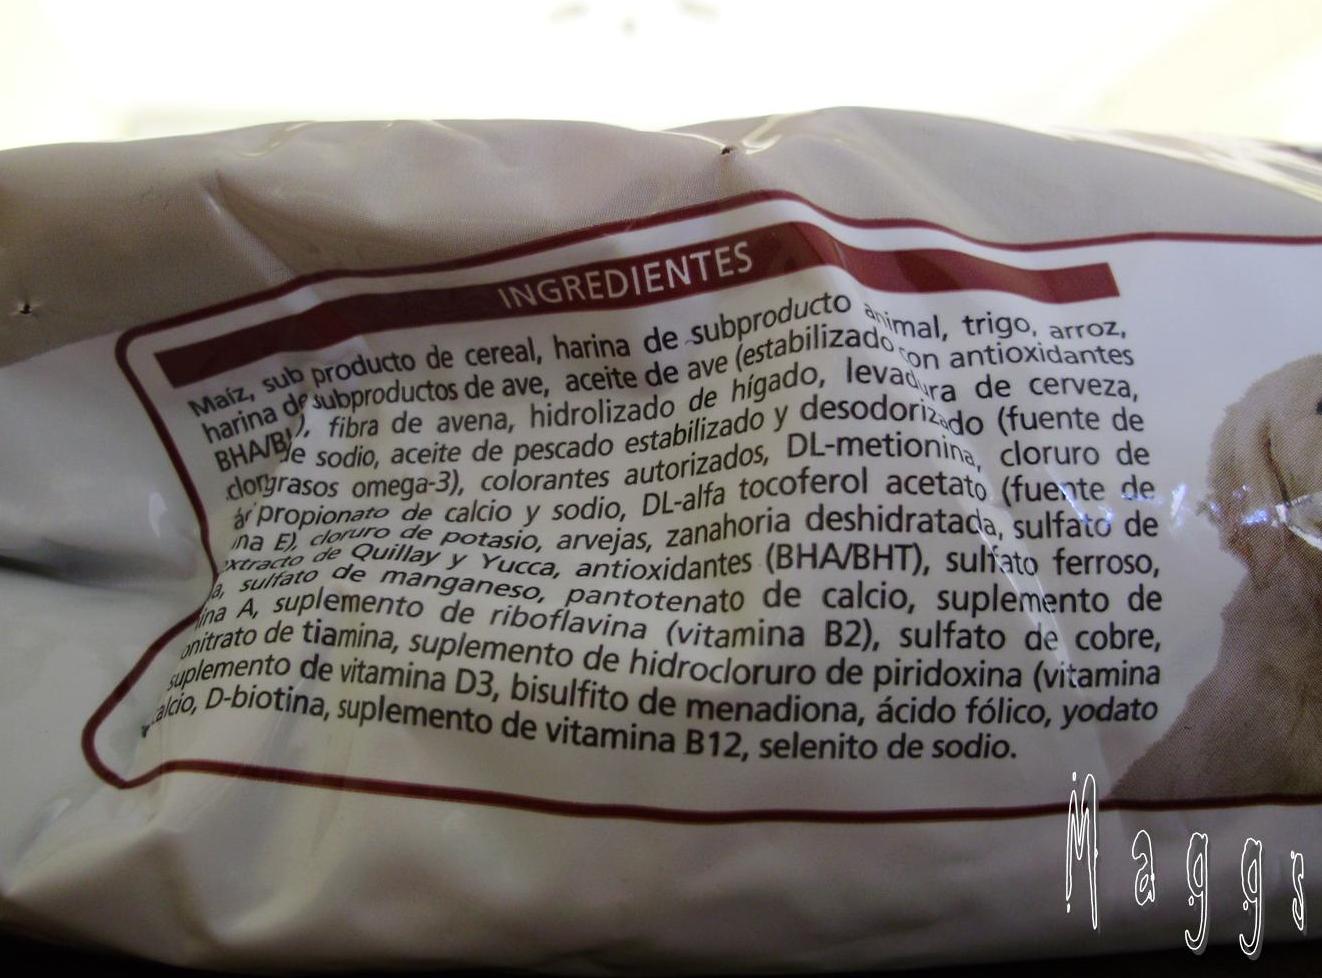 INGREDIENTES
Maíz, sub producto de cereal, harina de subproducto animal, trigo, arroz,
harina de subproductos de ave, aceite de ave (estabilizado con antioxidantes
fibra de avena, hidrolizado de hígado, levadura de cerveza,
de sodio, aceite de pescado estabilizado y desodorizado (fuente de
grasos omega-3), colorantes autorizados, DL-metionina, cloruro de
propionato de calcio y sodio, DL-alfa tocoferol acetato (fuente de
E), cloruro de potasio, arvejas, zanahoria deshidratada, sulfato de
extracto de Quillay y Yucca, antioxidantes (BHA/BHT), sulfato ferroso,
sulfato de manganeso, pantotenato de calcio, suplemento de
A, suplemento de riboflavina (vitamina B2), sulfato de cobre,
de tiamina, suplemento de hidrocloruro de piridoxina (vitamina
suplemento de vitamina D3, bisulfito de menadiona, ácido fólico, yodato
calcio, D-biotina, suplemento de vitamina B12, selenito de sodio.
Maggs